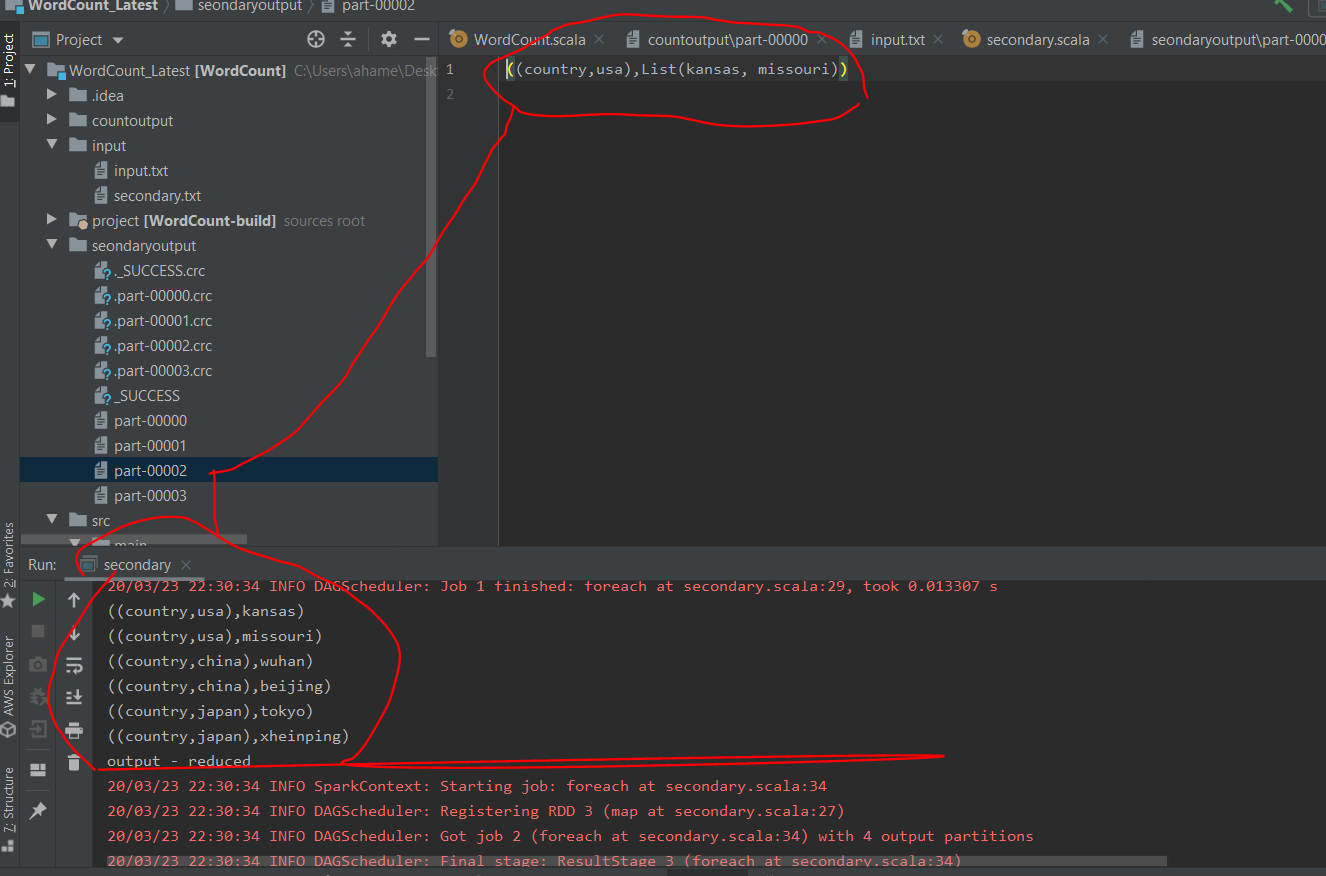 WordCount_Latest seondaryoutput part-00002
1: Project
Project
WordCount.scala countoutput\part-00000 input.txt secondary.scala seondaryoutput\part-0000
WordCount_Latest [WordCount] C:\Users\ahame\Deskt
.idea
countoutput
input
input.txt
secondary.txt
project [WordCount-build] sources root
seondaryoutput
._SUCCESS.crc
.part-00000.crc
.part-00001.crc
.part-00002.crc
.part-00003.crc
_SUCCESS
part-00000
part-00001
part-00002
part-00003
src
main
1 ((country,usa),List(kansas, missouri))
2
2: Favorites
AWS Explorer
7: Structure
Run: secondary
20/03/23 22:30:34 INFO DAGScheduler: Job 1 finished: foreach at secondary.scala:29, took 0.013307 s
((country,usa),kansas)
((country,usa),missouri)
((country,china),wuhan)
((country,china),beijing)
((country,japan),tokyo)
((country,japan),xheinping)
output - reduced
20/03/23 22:30:34 INFO SparkContext: Starting job: foreach at secondary.scala:34
20/03/23 22:30:34 INFO DAGScheduler: Registering RDD 3 (map at secondary.scala:27)
20/03/23 22:30:34 INFO DAGScheduler: Got job 2 (foreach at secondary.scala:34) with 4 output partitions
20/03/23 22:30:34 INFO DAGScheduler: Final stage: ResultStage 3 (foreach at secondary.scala:34)